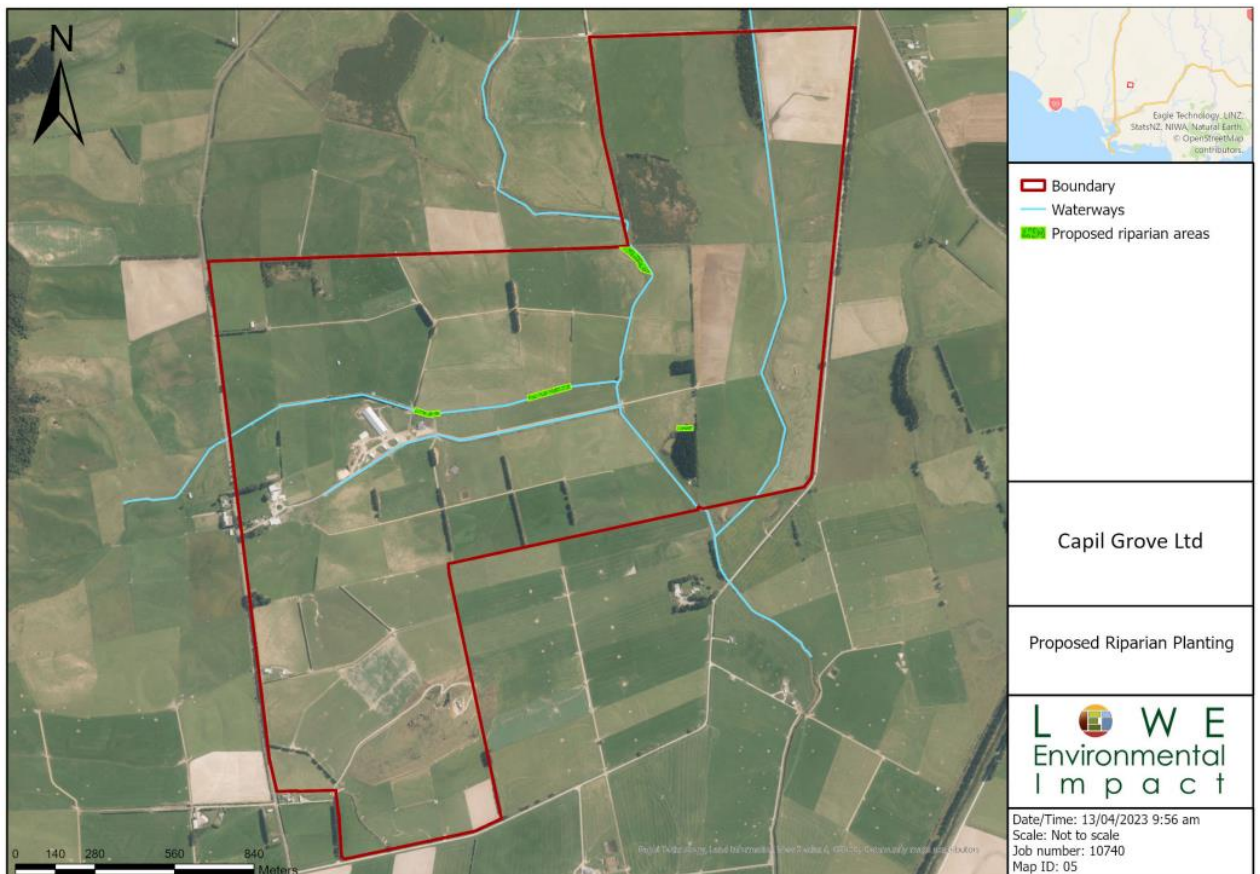 N
Eagle Technology, LINZ,
StatsNZ, NIWA, Natural Earth,
© OpenStreetMap
contributors.
Boundary
Waterways
Proposed riparian areas
Capil Grove Ltd
Proposed Riparian Planting
LOWE
Environmental
Impact
Date/Time: 13/04/2023 9:56 am
Scale: Not to scale
Job number: 10740
Map ID: 05
0 140 280 560 840
Meters